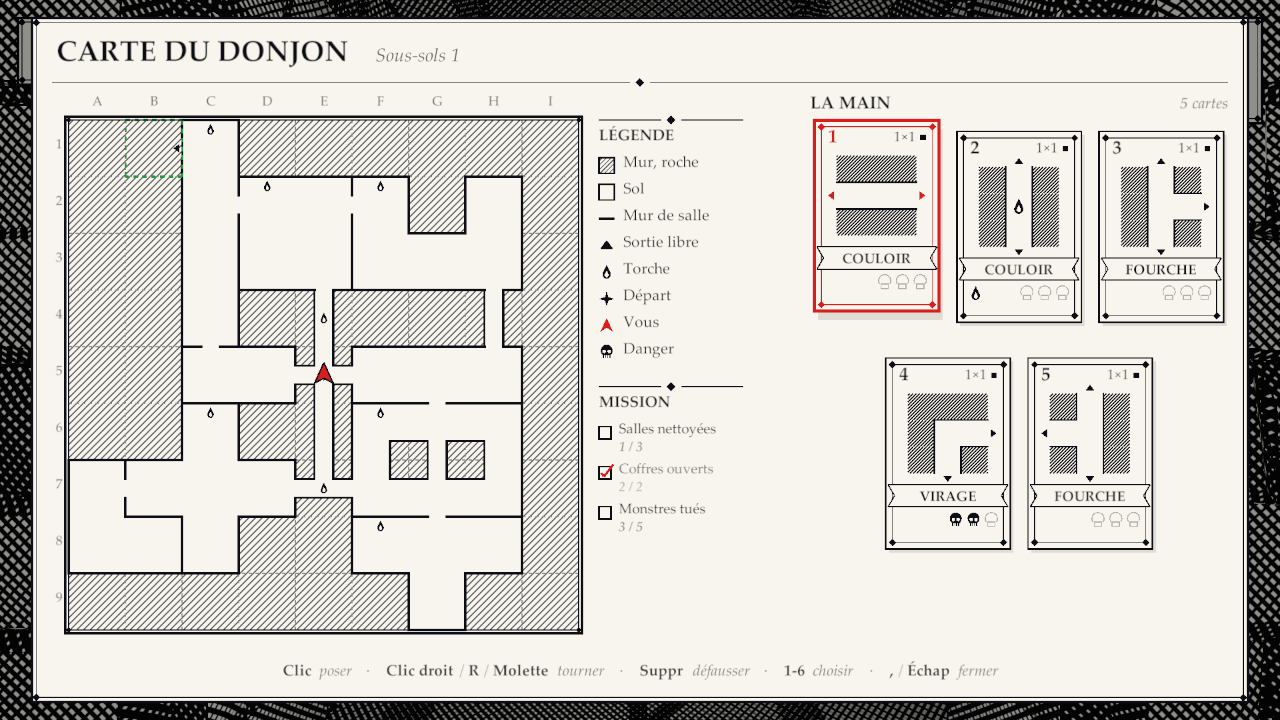 CARTE DU DONJON Sous-sols 1
A B C D E F G H I
1
2
3
4
5
6
7
8
9
LÉGENDE
Mur, roche
Sol
Mur de salle
Sortie libre
Torche
Départ
Vous
Danger
MISSION
Salles nettoyées
1 / 3
Coffres ouverts
2 / 2
Monstres tués
3 / 5
LA MAIN 5 cartes
1 1×1
COULOIR
2 1×1
COULOIR
3 1×1
FOURCHE
4 1×1
VIRAGE
5 1×1
FOURCHE
Clic poser · Clic droit / R / Molette tourner · Suppr défausser · 1-6 choisir · , / Échap fermer